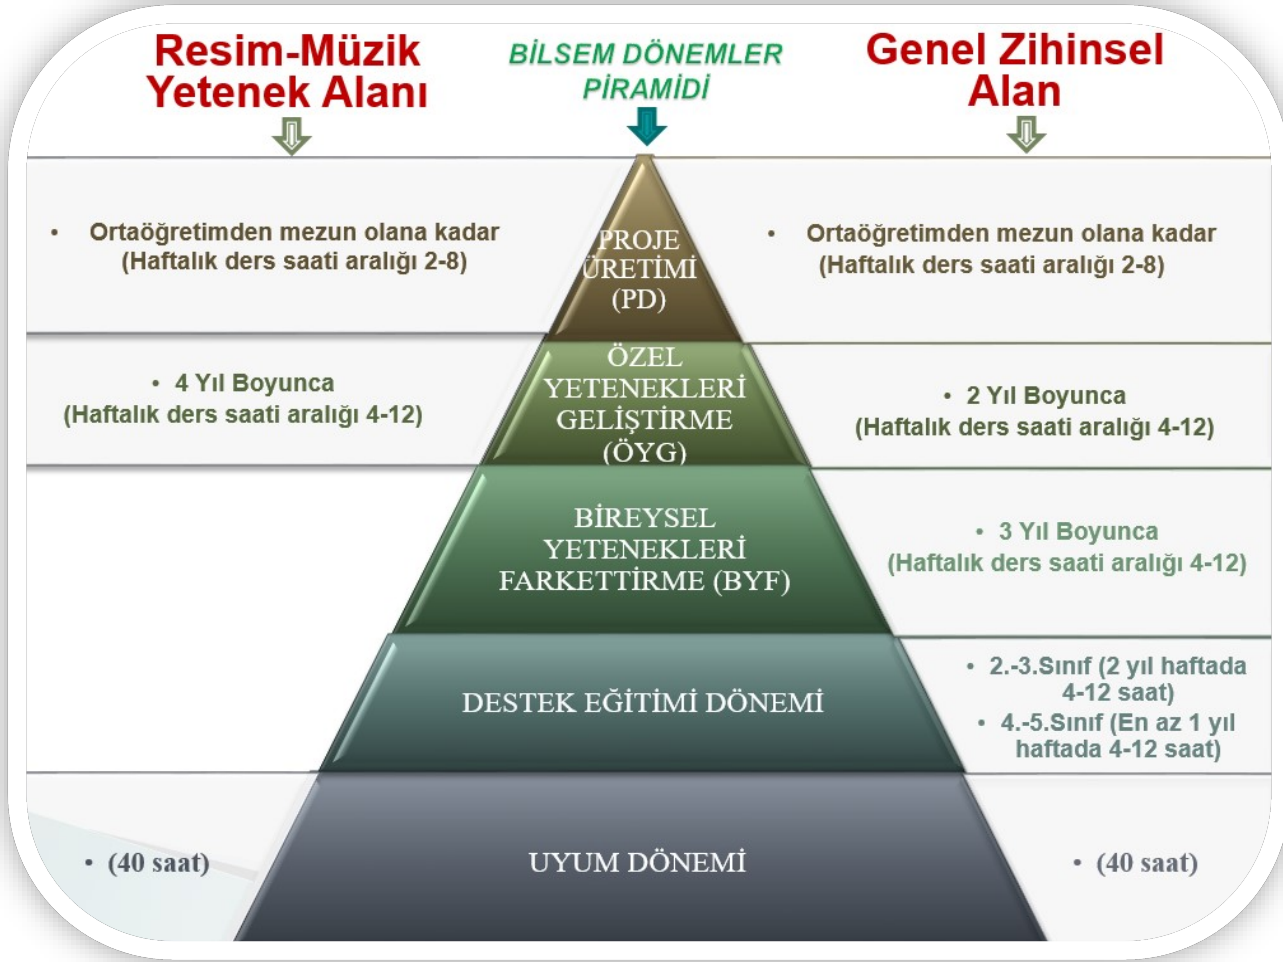 Resim-Müzik
Yetenek Alanı
BİLSEM DÖNEMLER
PİRAMİDİ
Genel Zihinsel
Alan
• Ortaöğretimden mezun olana kadar
(Haftalık ders saati aralığı 2-8)
PROJE
ÜRETİMİ
(PD)
• Ortaöğretimden mezun olana kadar
(Haftalık ders saati aralığı 2-8)
• 4 Yıl Boyunca
(Haftalık ders saati aralığı 4-12)
ÖZEL
YETENEKLERİ
GELİŞTİRME
(ÖYG)
• 2 Yıl Boyunca
(Haftalık ders saati aralığı 4-12)
BİREYSEL
YETENEKLERİ
FARKETTİRME (BYF)
• 3 Yıl Boyunca
(Haftalık ders saati aralığı 4-12)
DESTEK EĞİTİMİ DÖNEMİ
• 2.-3.Sınıf (2 yıl haftada
4-12 saat)
• 4.-5.Sınıf (En az 1 yıl
haftada 4-12 saat)
• (40 saat)
UYUM DÖNEMİ
• (40 saat)